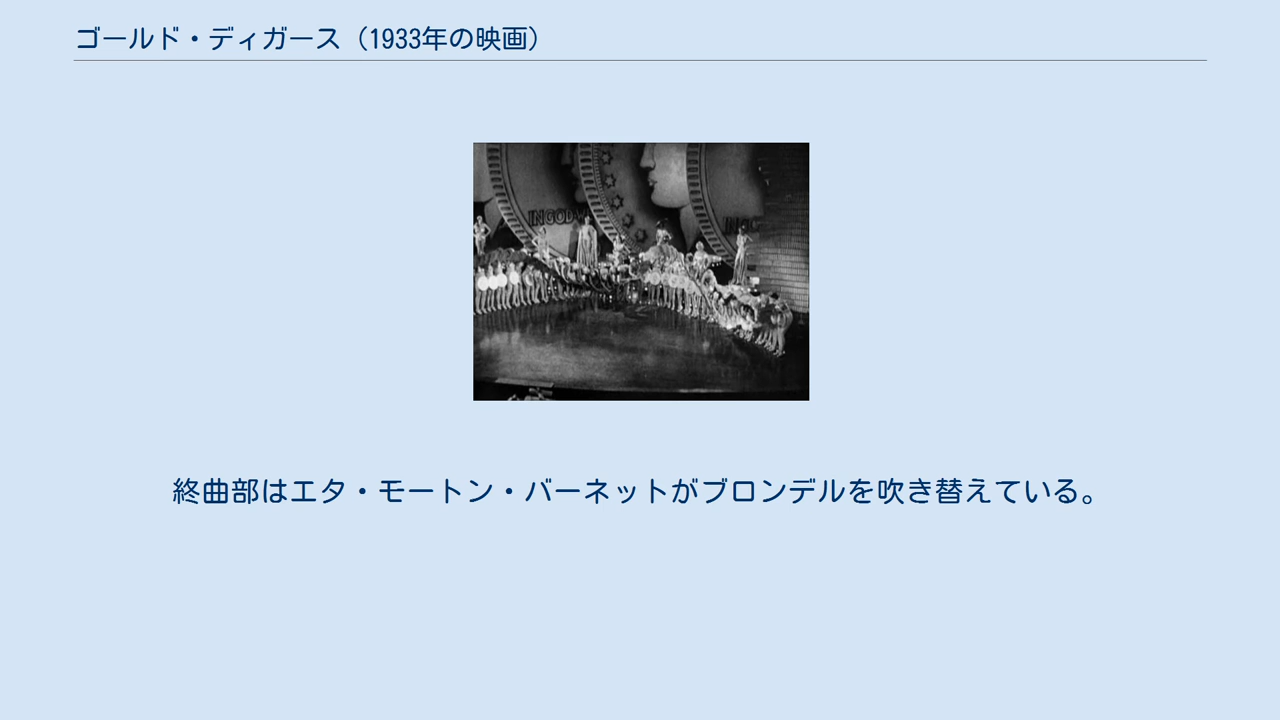 ゴールド・ディガース（1933年の映画）
INGOD
終曲部はエタ・モートン・バーネットがブロンデルを吹き替えている。